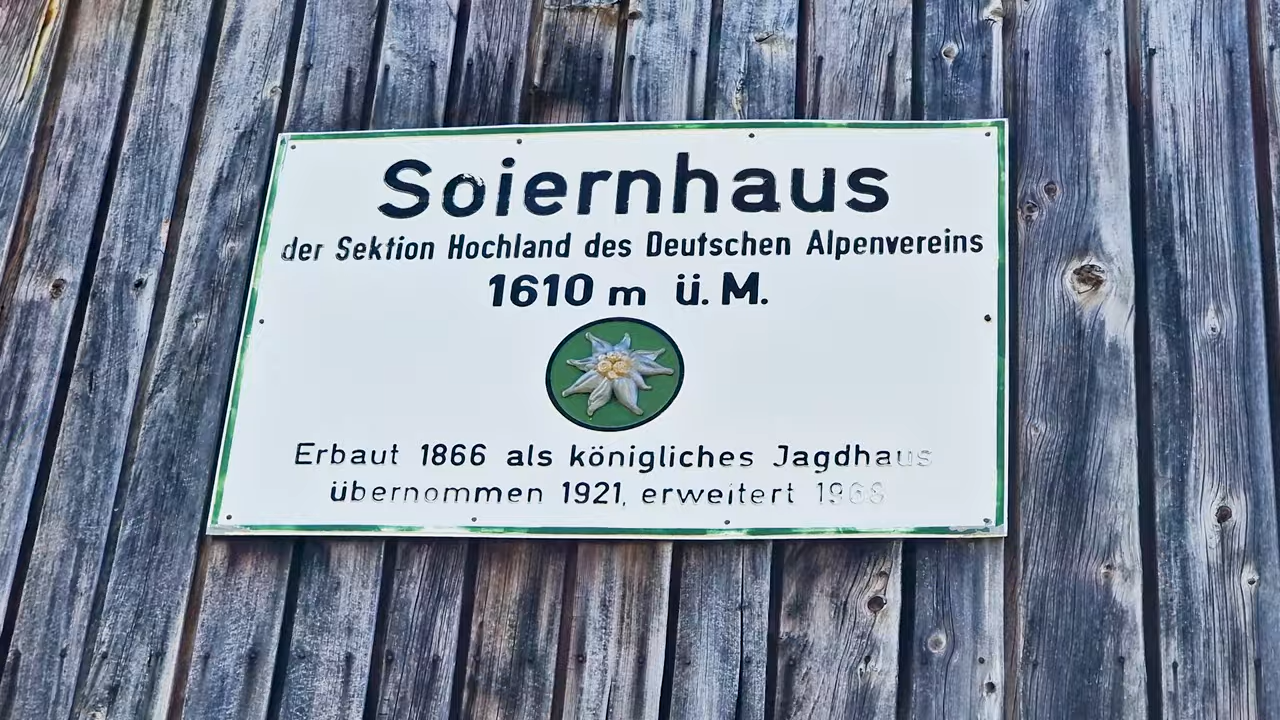 Soiernhaus
der Sektion Hochland des Deutschen Alpenvereins
1610 m ü. M.
Erbaut 1866 als königliches Jagdhaus
übernommen 1921, erweitert 1968